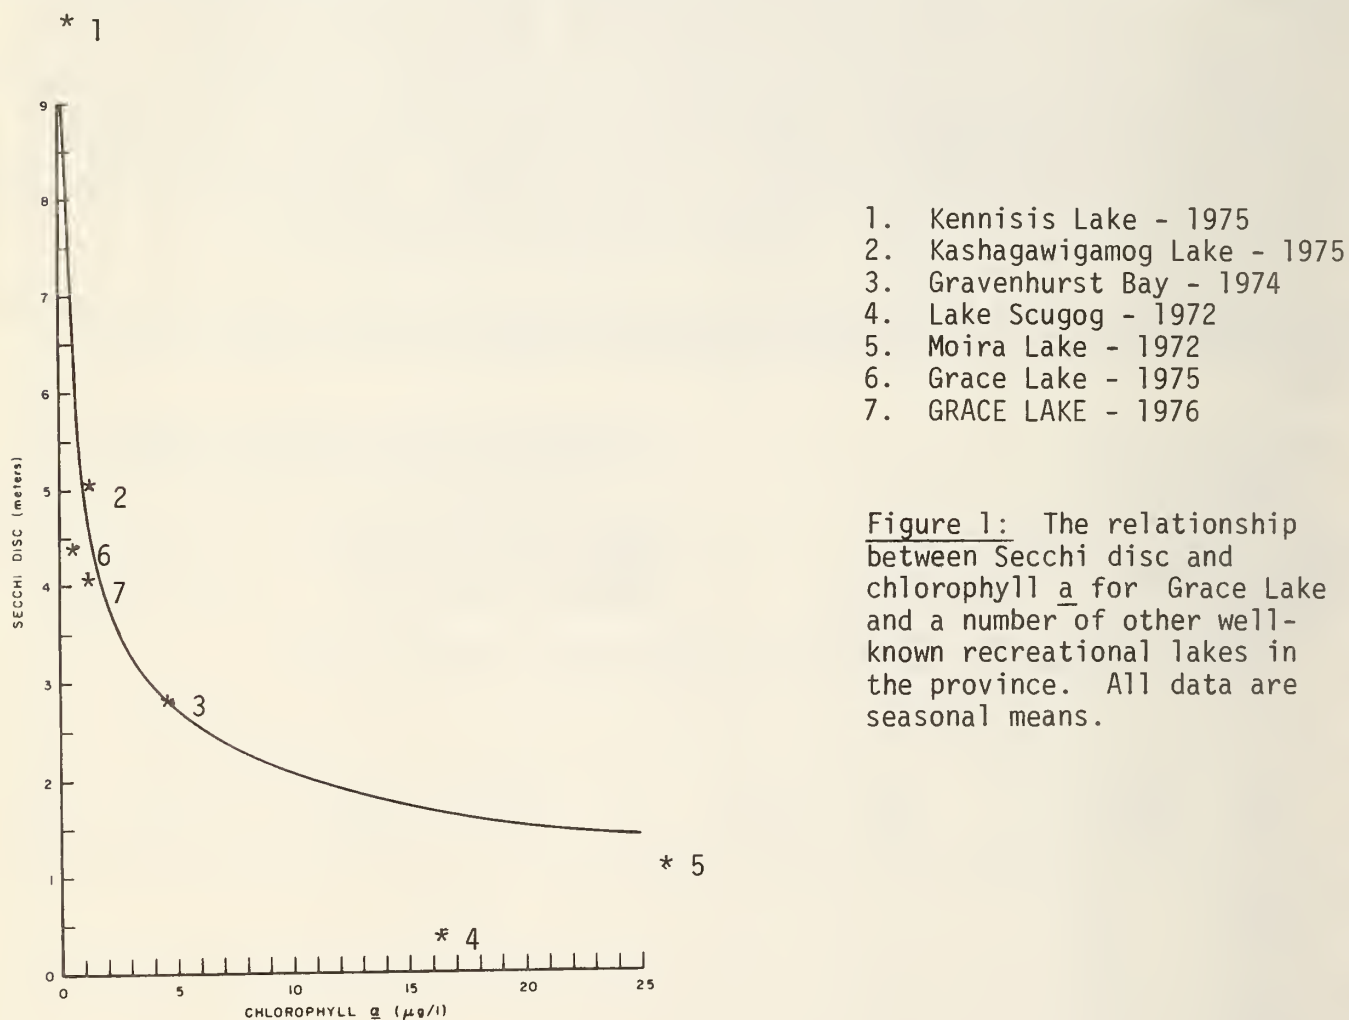 * 1
9
8
7
6
5
4
3
2
1
0
SECCHI DISC (meters)
* 2
* 6
* 7
* 3
* 4
* 5
0 5 10 15 20 25
CHLOROPHYLL a (µg/l)
1. Kennisis Lake - 1975
2. Kashagawigamog Lake - 1975
3. Gravenhurst Bay - 1974
4. Lake Scugog - 1972
5. Moira Lake - 1972
6. Grace Lake - 1975
7. GRACE LAKE - 1976
Figure 1: The relationship
between Secchi disc and
chlorophyll a for Grace Lake
and a number of other well-
known recreational lakes in
the province. All data are
seasonal means.